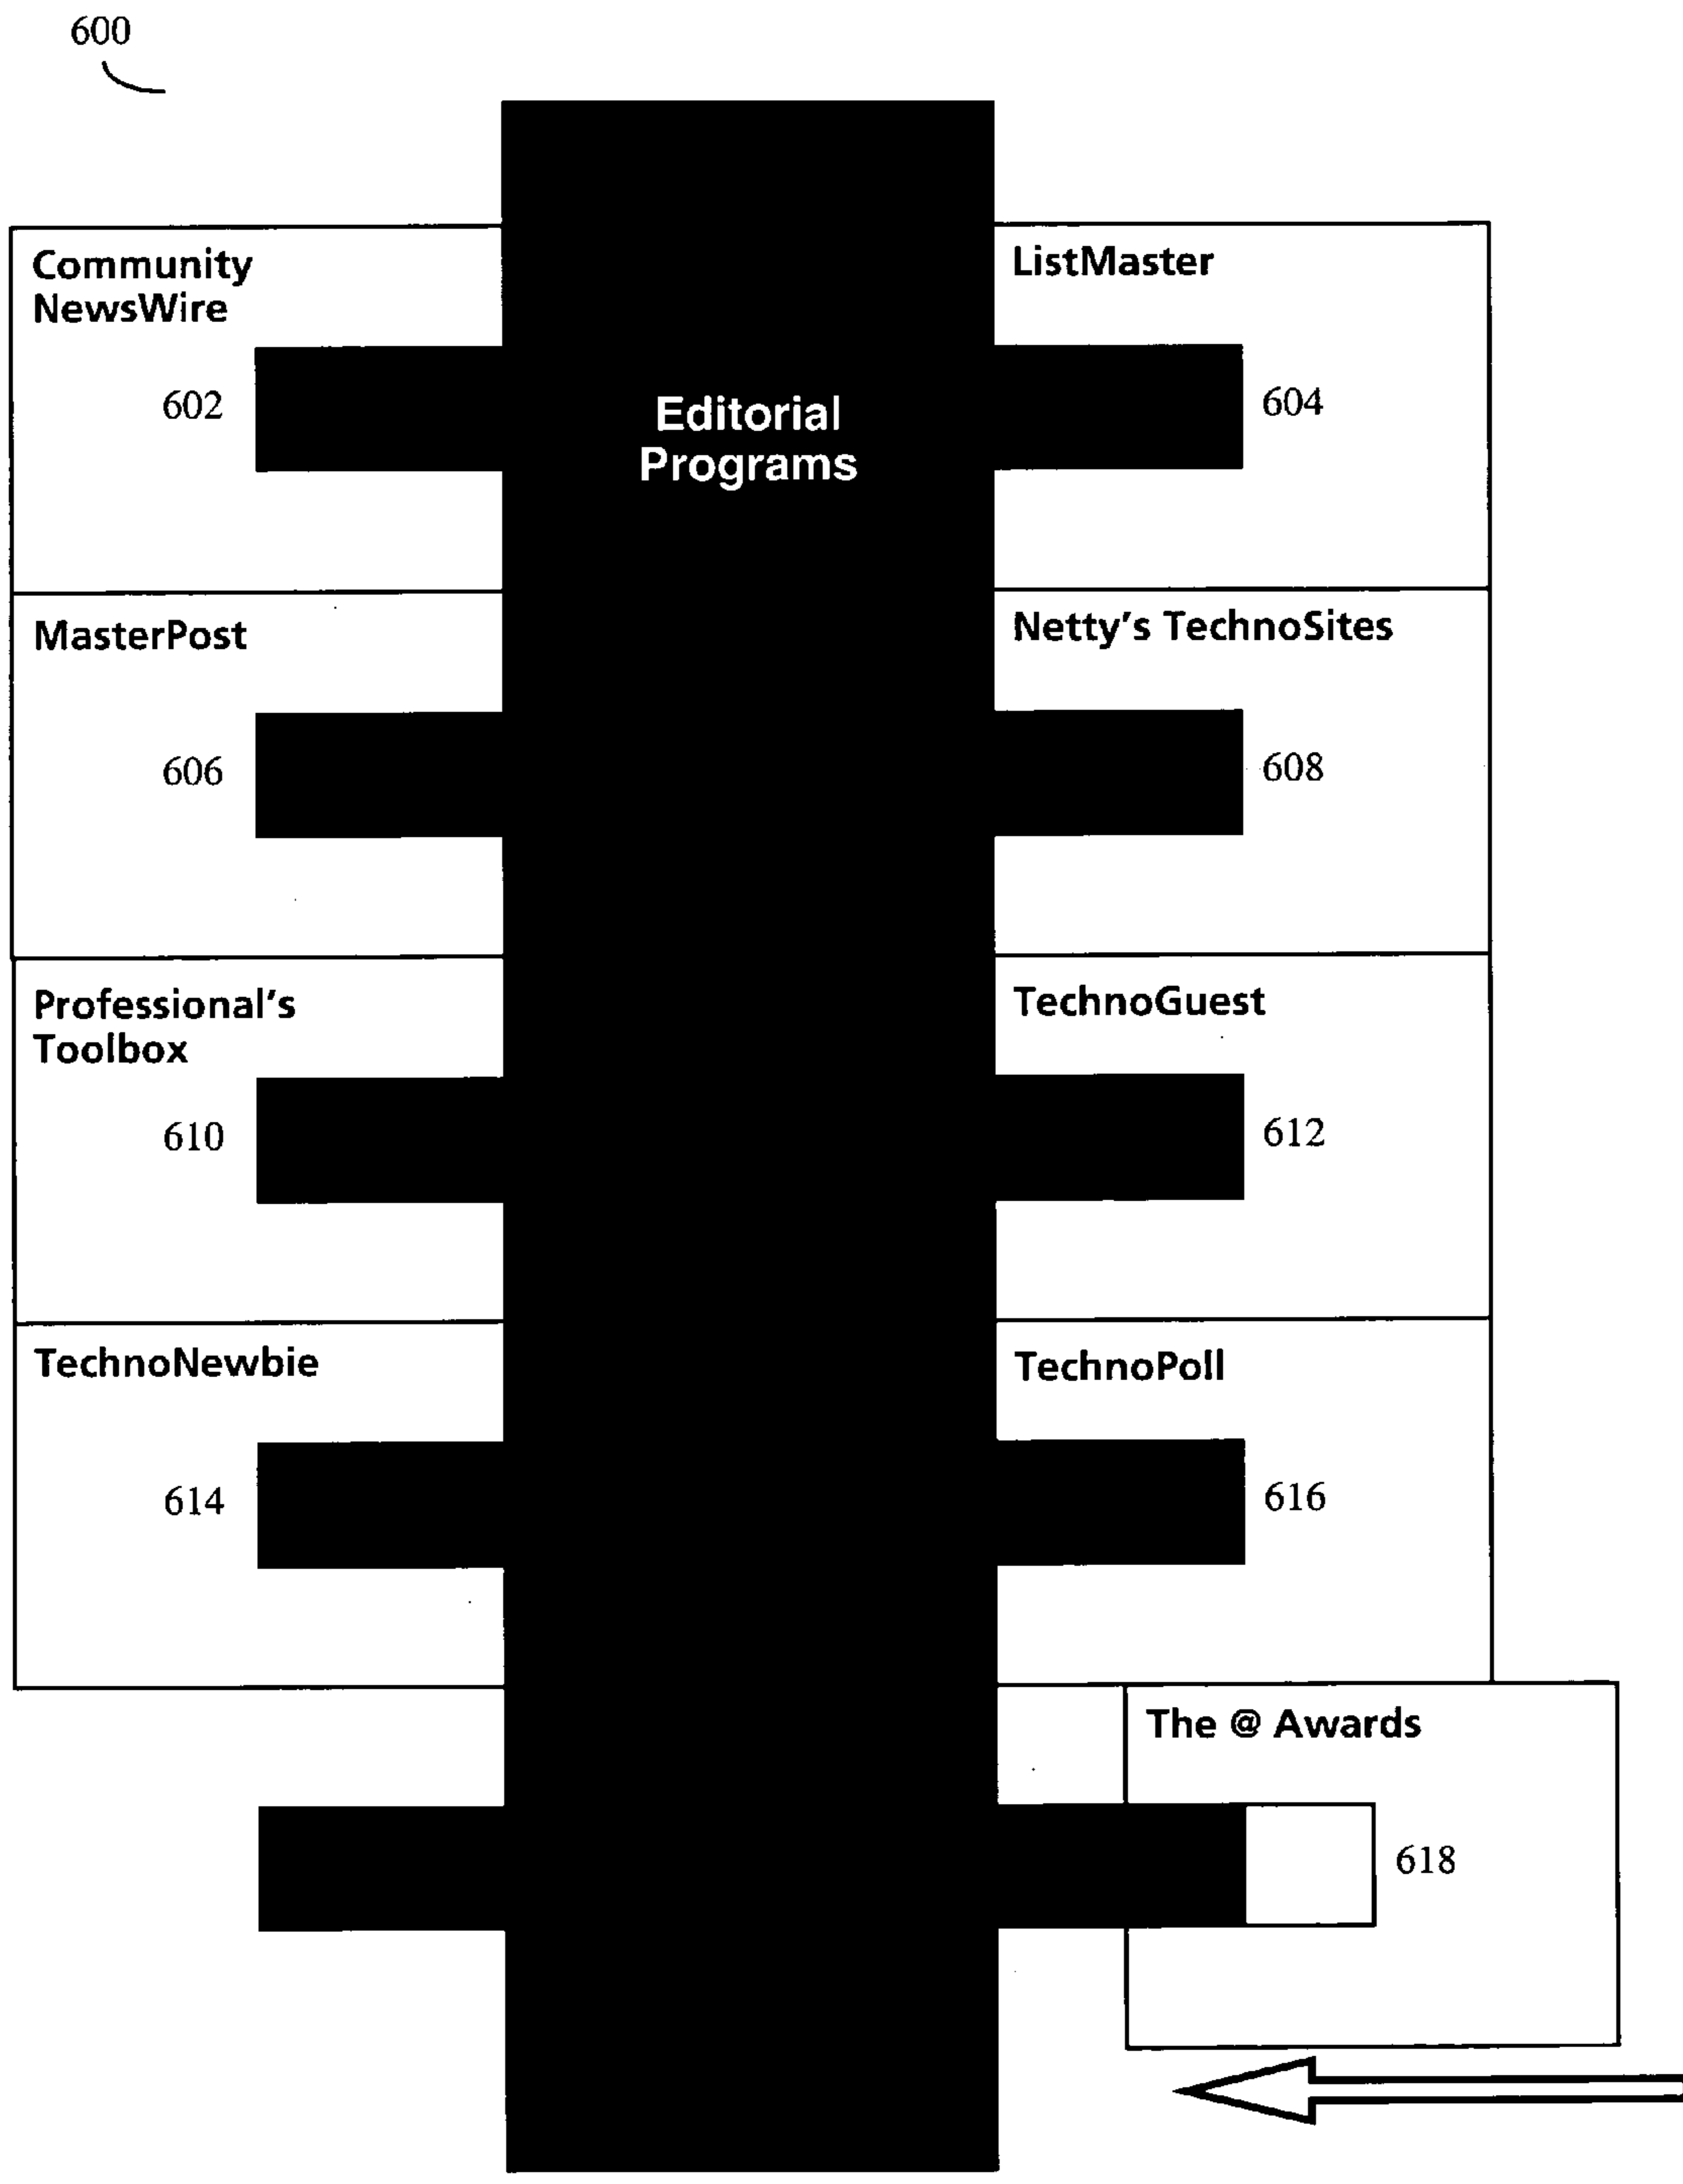 600
Community
NewsWire
602
Editorial
Programs
ListMaster
604
MasterPost
606
Netty's TechnoSites
608
Professional's
Toolbox
610
TechnoGuest
612
TechnoNewbie
614
TechnoPoll
616
The @ Awards
618